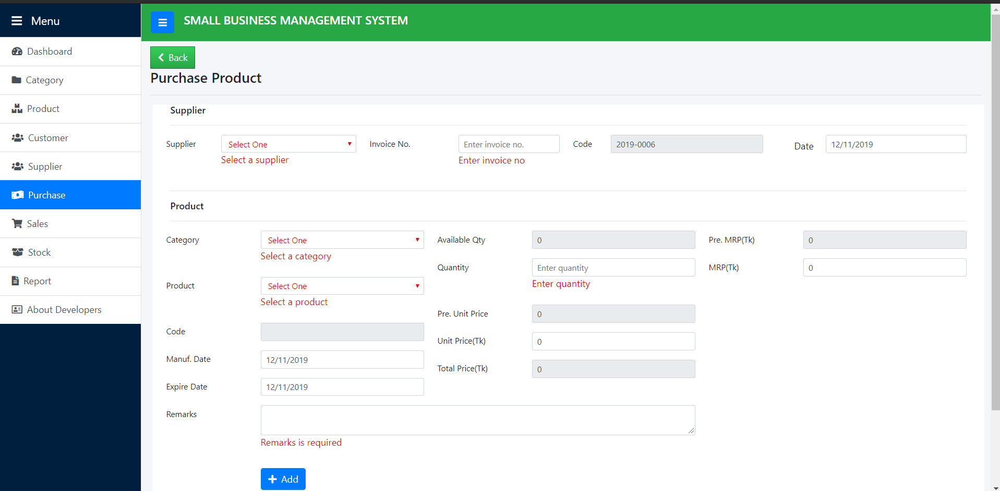 Menu
SMALL BUSINESS MANAGEMENT SYSTEM
Dashboard
Category
Product
Customer
Supplier
Purchase
Sales
Stock
Report
About Developers
Back
Purchase Product
Supplier
Supplier Select One Invoice No. Enter invoice no. Code 2019-0006 Date 12/11/2019
Select a supplier Enter invoice no
Product
Category Select One Available Qty 0 Pre. MRP(Tk) 0
Select a category
Quantity Enter quantity MRP(Tk) 0
Enter quantity
Product Select One
Select a product
Pre. Unit Price 0
Code
Unit Price(Tk) 0
Manuf. Date 12/11/2019
Total Price(Tk) 0
Expire Date 12/11/2019
Remarks
Remarks is required
Add